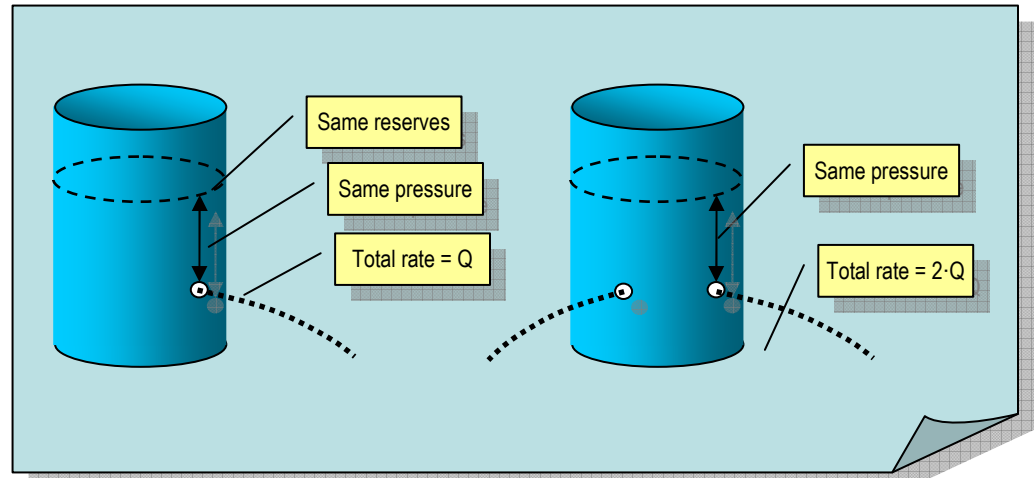 Same reserves
Same pressure
Total rate = Q
Same pressure
Total rate = 2·Q